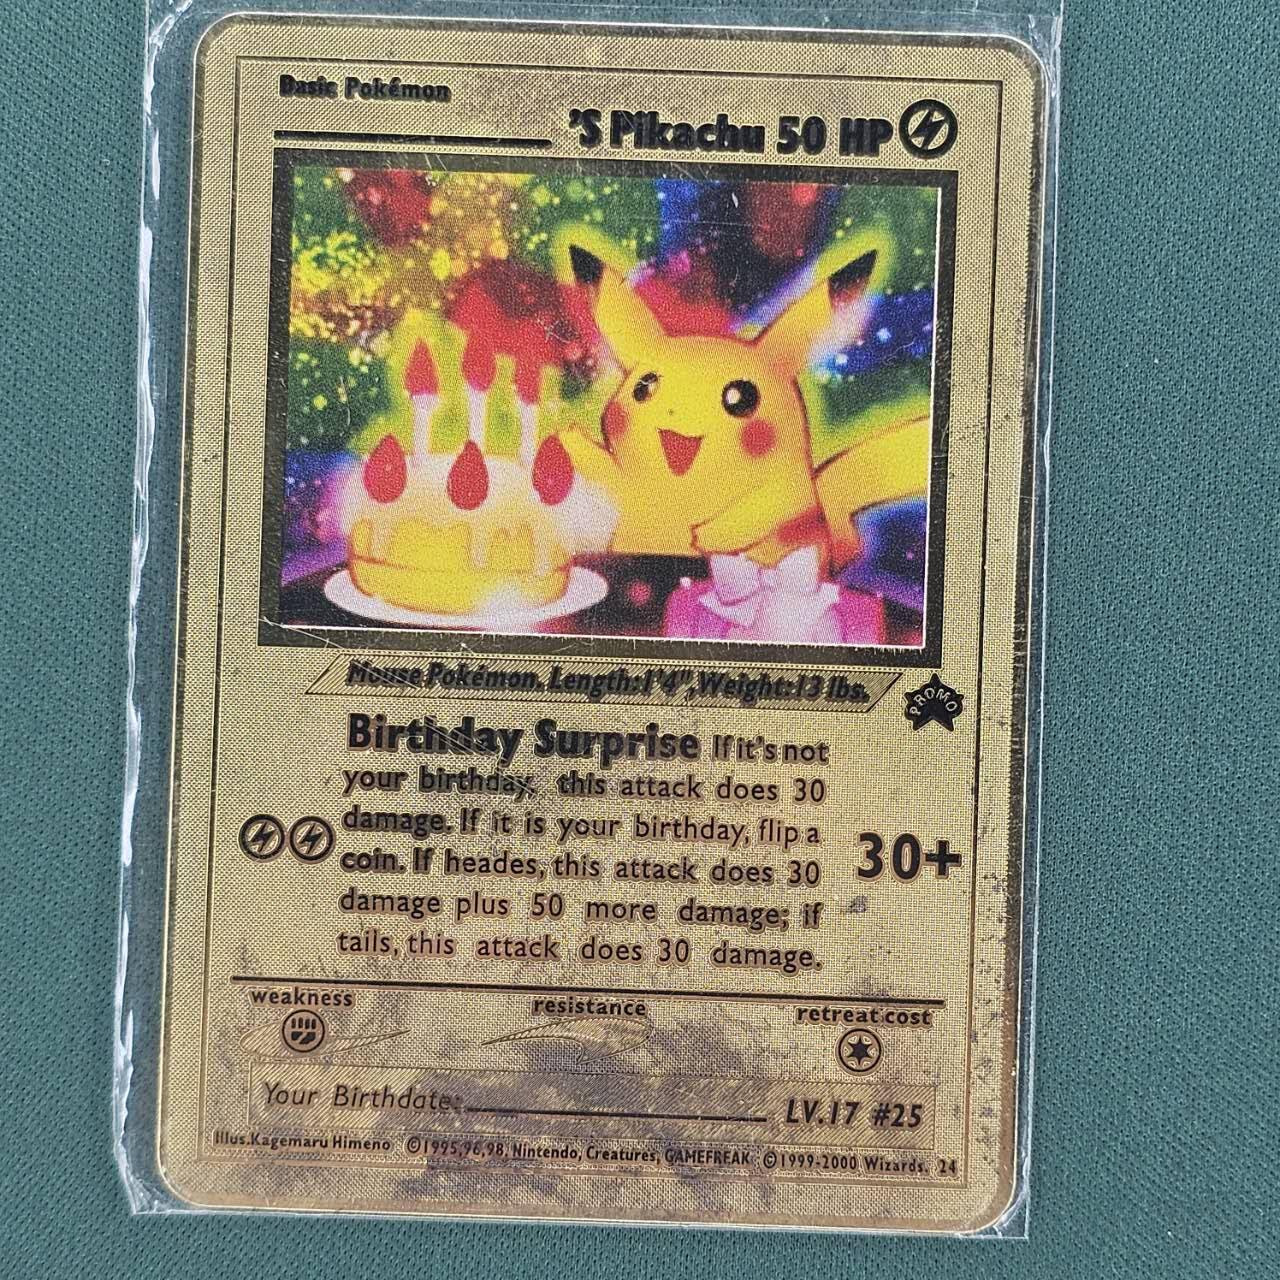 Basic Pokémon
'S Pikachu 50 HP
Mouse Pokémon. Length:1'4",Weight:13 lbs.
PROMO
Birthday Surprise If it's not
your birthday, this attack does 30
damage. If it is your birthday, flip a
coin. If heades, this attack does 30
damage plus 50 more damage; if
tails, this attack does 30 damage.
30+
weakness
resistance
retreat cost
Your Birthdate:
LV.17 #25
Illus.Kagemaru Himeno ©1995,96,98, Nintendo, Creatures, GAMEFREAK ©1999-2000 Wizards. 24